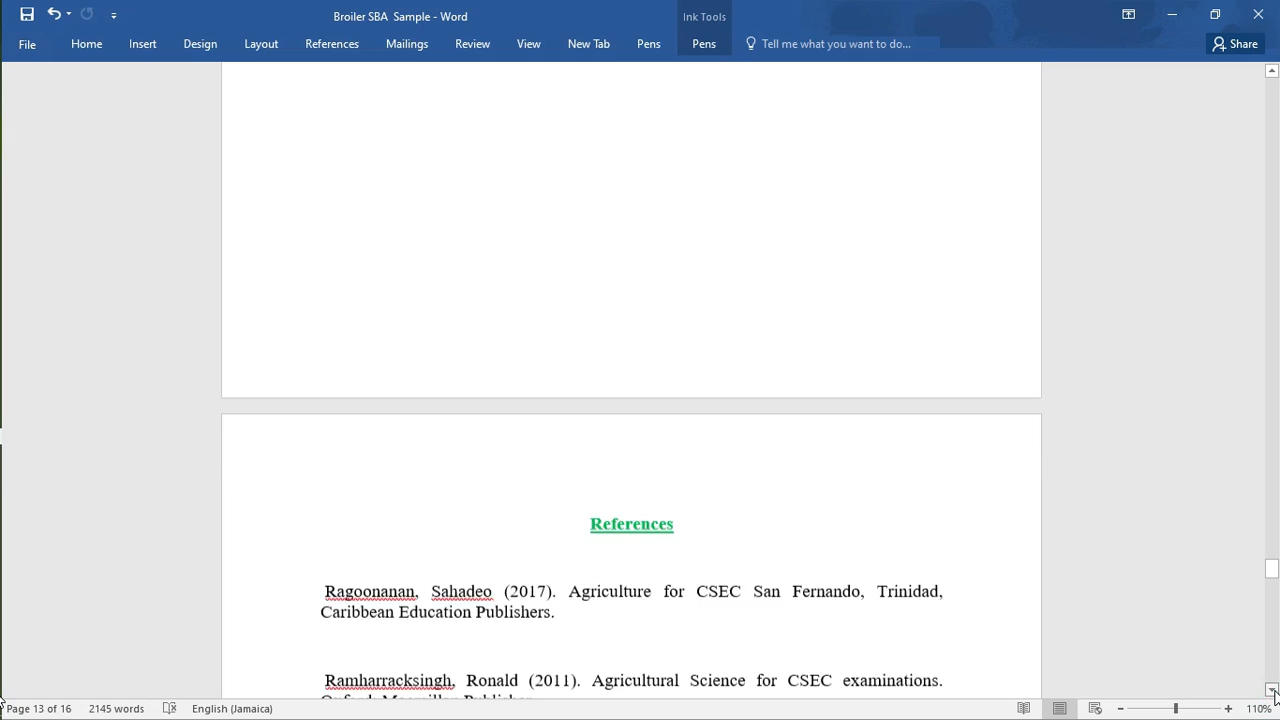 Broiler SBA Sample - Word
Ink Tools
File
Home
Insert
Design
Layout
References
Mailings
Review
View
New Tab
Pens
Pens
Tell me what you want to do...
Share
References
Ragoonanan, Sahadeo (2017). Agriculture for CSEC San Fernando, Trinidad,
Caribbean Education Publishers.
Ramharracksingh, Ronald (2011). Agricultural Science for CSEC examinations.
Oxford: Macmillan Publisher
Page 13 of 16
2145 words
English (Jamaica)
110%